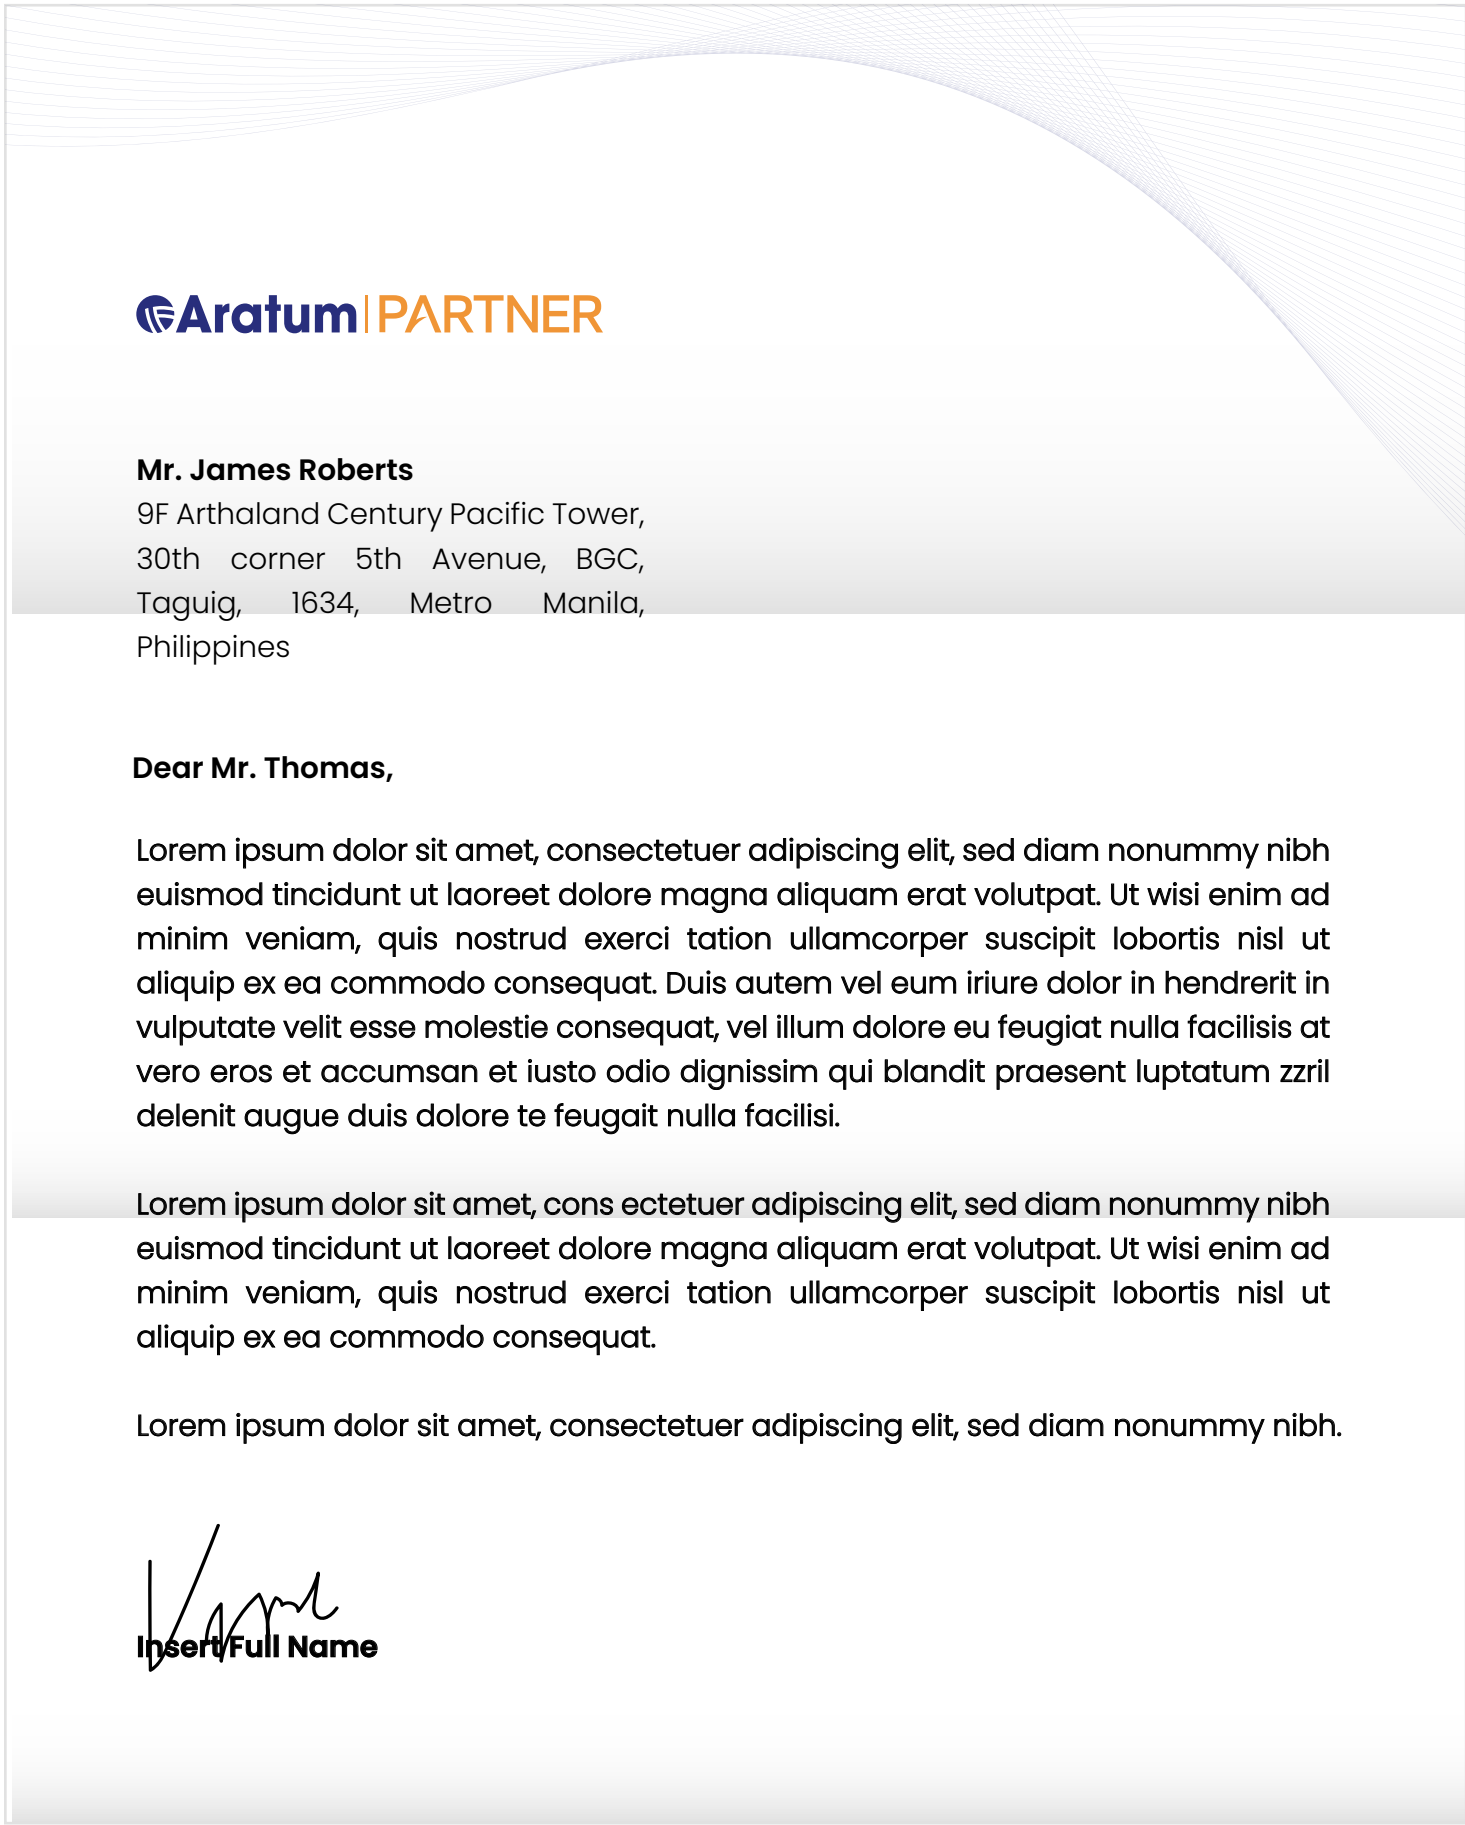 Aratum | PARTNER
Mr. James Roberts
9F Arthaland Century Pacific Tower,
30th corner 5th Avenue, BGC,
Taguig, 1634, Metro Manila,
Philippines
Dear Mr. Thomas,
Lorem ipsum dolor sit amet, consectetuer adipiscing elit, sed diam nonummy nibh
euismod tincidunt ut laoreet dolore magna aliquam erat volutpat. Ut wisi enim ad
minim veniam, quis nostrud exerci tation ullamcorper suscipit lobortis nisl ut
aliquip ex ea commodo consequat. Duis autem vel eum iriure dolor in hendrerit in
vulputate velit esse molestie consequat, vel illum dolore eu feugiat nulla facilisis at
vero eros et accumsan et iusto odio dignissim qui blandit praesent luptatum zzril
delenit augue duis dolore te feugait nulla facilisi.
Lorem ipsum dolor sit amet, cons ectetuer adipiscing elit, sed diam nonummy nibh
euismod tincidunt ut laoreet dolore magna aliquam erat volutpat. Ut wisi enim ad
minim veniam, quis nostrud exerci tation ullamcorper suscipit lobortis nisl ut
aliquip ex ea commodo consequat.
Lorem ipsum dolor sit amet, consectetuer adipiscing elit, sed diam nonummy nibh.
Insert Full Name